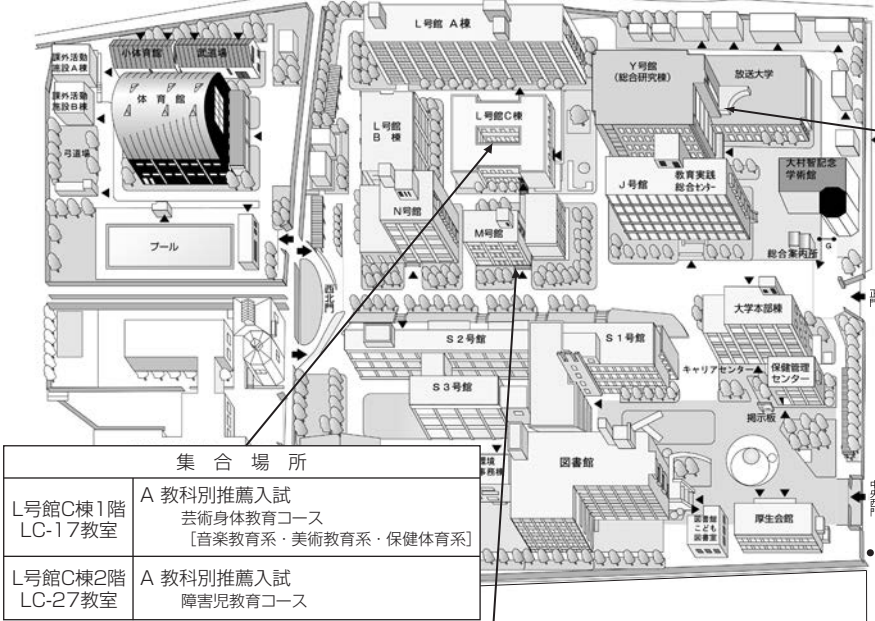 L号館 A棟
小体育館
武道場
課外活動
施設A棟
課外活動
施設B棟
体育館
弓道場
プール
L号館
B 棟
L号館C棟
Y号館
(総合研究棟)
放送大学
大村智記念
学術館
J号館
教育実践
総合センター
N号館
M号館
総合案内所
G
正門
西北門
大学本部棟
S2号館
S1号館
S3号館
キャリアセンター
保健管理
センター
掲示板
図書館
図書館
こども
図書室
厚生会館
集合場所
L号館C棟1階
LC-17教室
A 教科別推薦入試
芸術身体教育コース
[音楽教育系・美術教育系・保健体育系]
L号館C棟2階
LC-27教室
A 教科別推薦入試
障害児教育コース